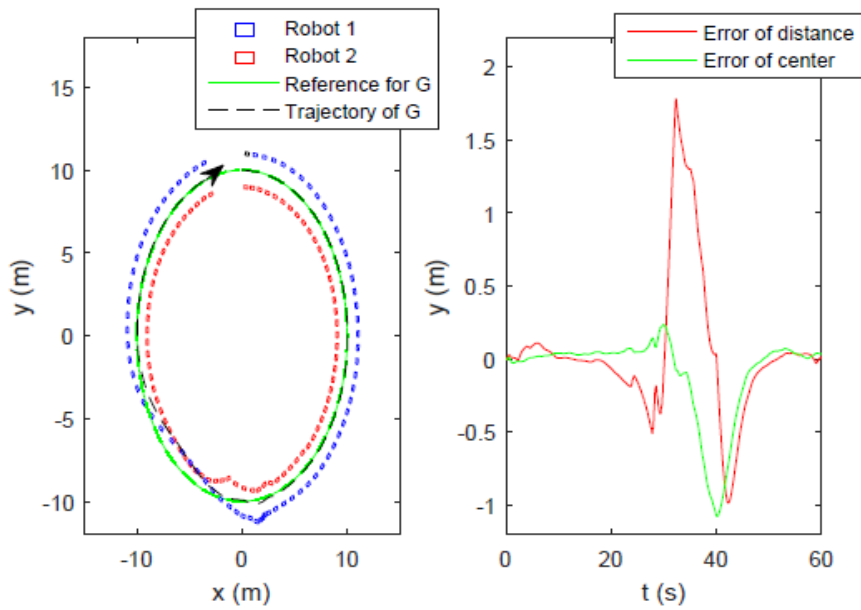 Robot 1
Robot 2
Reference for G
Trajectory of G
15
10
5
0
-5
-10
-10
0
10
x (m)
y (m)
Error of distance
Error of center
2
1.5
1
0.5
0
-0.5
-1
0
20
40
60
t (s)
y (m)